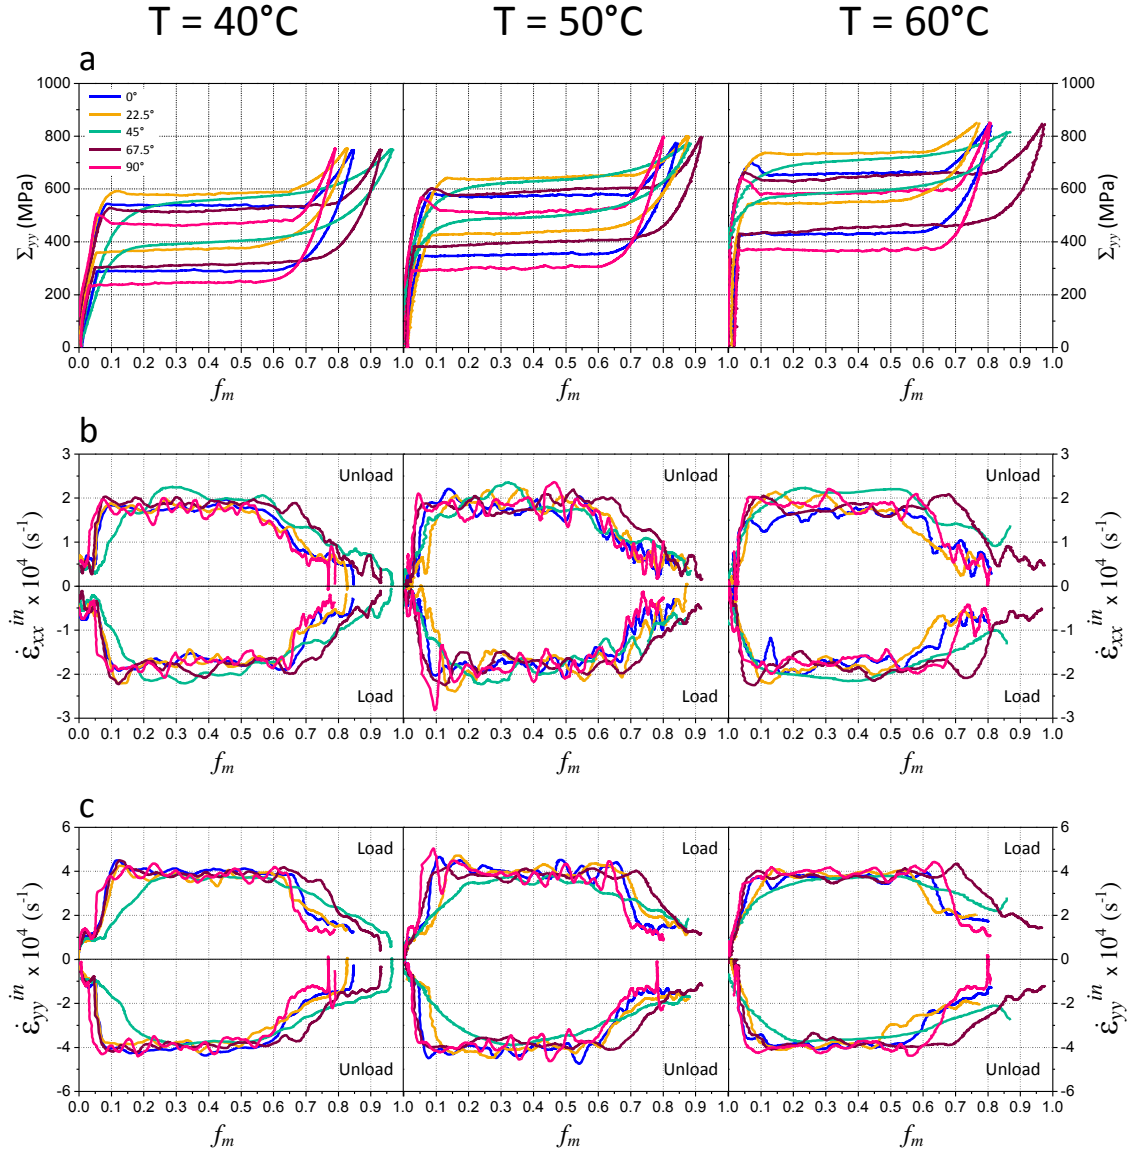 T = 40°C T = 50°C T = 60°C
a
1000 1000
0°
22.5°
45°
67.5°
90°
800 800
600 600
400 400
200 200
0 0
Σyy (MPa) Σyy (MPa)
0.0 0.1 0.2 0.3 0.4 0.5 0.6 0.7 0.8 0.9 1.0 0.1 0.2 0.3 0.4 0.5 0.6 0.7 0.8 0.9 1.0 0.1 0.2 0.3 0.4 0.5 0.6 0.7 0.8 0.9 1.0
fm fm fm
b
3 3
Unload Unload Unload
2 2
1 1
0 0
-1 -1
-2 -2
Load Load Load
-3 -3
ε̇xx^in x 10^4 (s^-1) ε̇xx^in x 10^4 (s^-1)
0.0 0.1 0.2 0.3 0.4 0.5 0.6 0.7 0.8 0.9 1.0 0.1 0.2 0.3 0.4 0.5 0.6 0.7 0.8 0.9 1.0 0.1 0.2 0.3 0.4 0.5 0.6 0.7 0.8 0.9 1.0
fm fm fm
c
6 6
Load Load Load
4 4
2 2
0 0
-2 -2
-4 -4
Unload Unload Unload
-6 -6
ε̇yy^in x 10^4 (s^-1) ε̇yy^in x 10^4 (s^-1)
0.0 0.1 0.2 0.3 0.4 0.5 0.6 0.7 0.8 0.9 1.0 0.1 0.2 0.3 0.4 0.5 0.6 0.7 0.8 0.9 1.0 0.1 0.2 0.3 0.4 0.5 0.6 0.7 0.8 0.9 1.0
fm fm fm